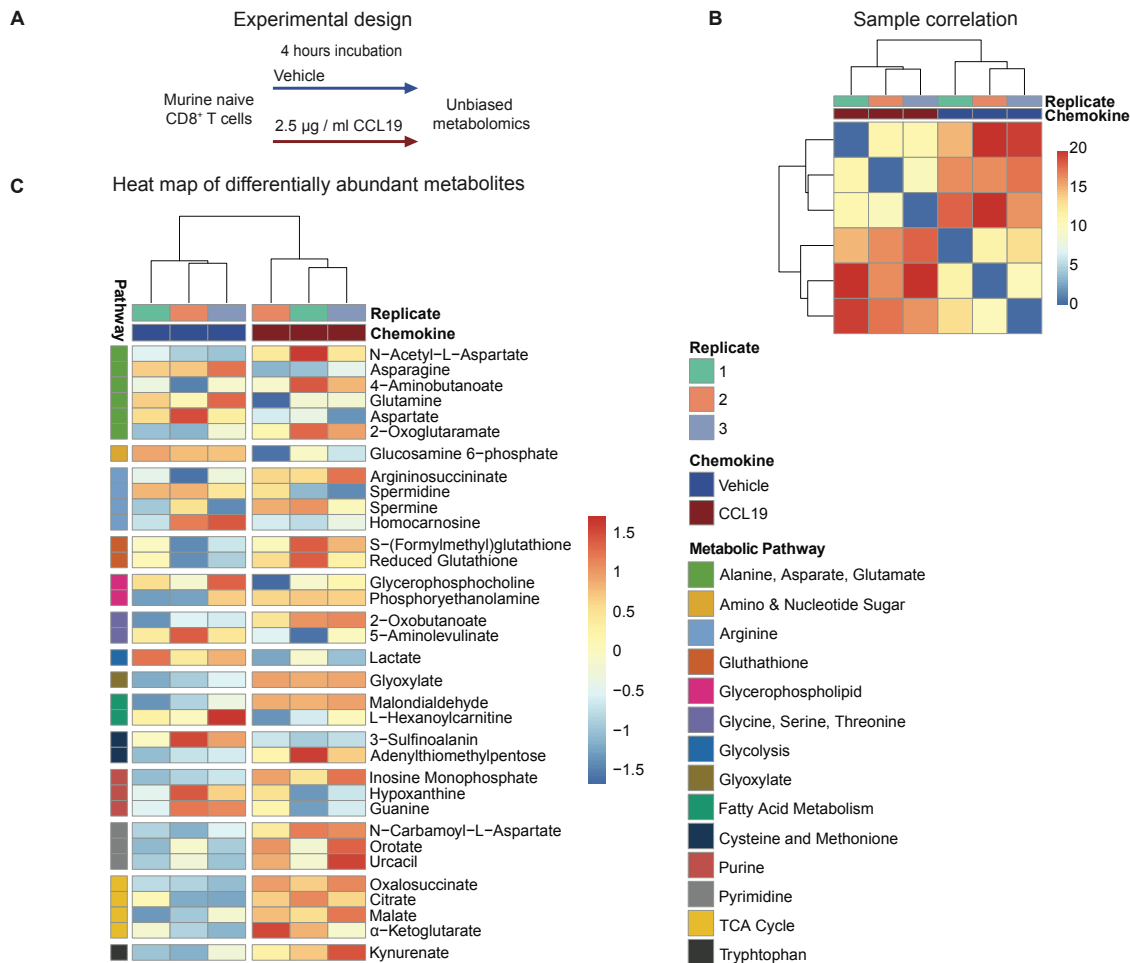 A
Experimental design
4 hours incubation
Vehicle
Murine naive
CD8⁺ T cells
2.5 µg / ml CCL19
Unbiased
metabolomics
B
Sample correlation
Replicate
Chemokine
20
15
10
5
0
C
Heat map of differentially abundant metabolites
Pathway
Replicate
Chemokine
N−Acetyl−L−Aspartate
Asparagine
4−Aminobutanoate
Glutamine
Aspartate
2−Oxoglutaramate
Glucosamine 6−phosphate
Argininosuccininate
Spermidine
Spermine
Homocarnosine
S−(Formylmethyl)glutathione
Reduced Glutathione
Glycerophosphocholine
Phosphoryethanolamine
2−Oxobutanoate
5−Aminolevulinate
Lactate
Glyoxylate
Malondialdehyde
L−Hexanoylcarnitine
3−Sulfinoalanin
Adenylthiomethylpentose
Inosine Monophosphate
Hypoxanthine
Guanine
N−Carbamoyl−L−Aspartate
Orotate
Urcacil
Oxalosuccinate
Citrate
Malate
α−Ketoglutarate
Kynurenate
1.5
1
0.5
0
−0.5
−1
−1.5
Replicate
1
2
3
Chemokine
Vehicle
CCL19
Metabolic Pathway
Alanine, Asparate, Glutamate
Amino & Nucleotide Sugar
Arginine
Gluthathione
Glycerophospholipid
Glycine, Serine, Threonine
Glycolysis
Glyoxylate
Fatty Acid Metabolism
Cysteine and Methionone
Purine
Pyrimidine
TCA Cycle
Tryphtophan